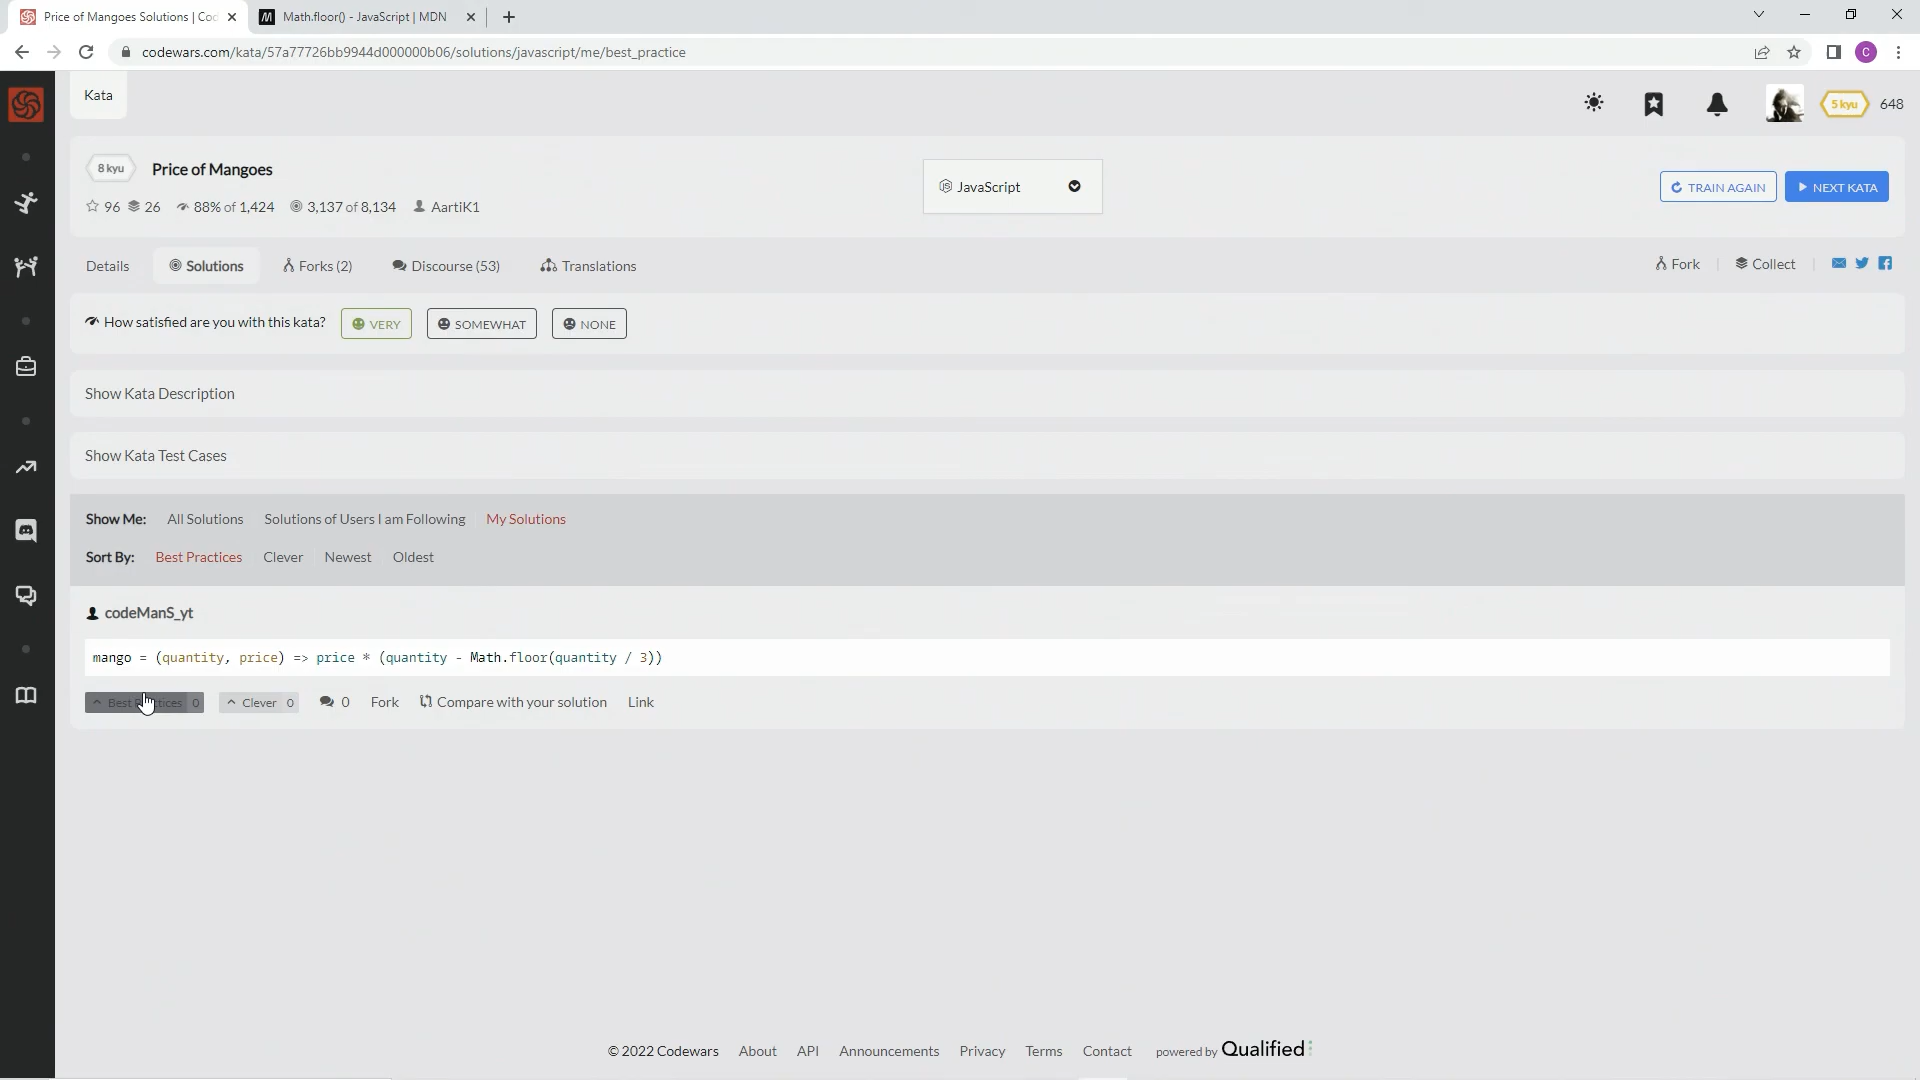 Price of Mangoes Solutions | Co
Math.floor() - JavaScript | MDN
codewars.com/kata/57a77726bb9944d000000b06/solutions/javascript/me/best_practice
C
Kata
5 kyu 648
8 kyu Price of Mangoes
JavaScript
TRAIN AGAIN NEXT KATA
96 26 88% of 1,424 3,137 of 8,134 AartiK1
Details Solutions Forks (2) Discourse (53) Translations
Fork | Collect |
How satisfied are you with this kata? VERY SOMEWHAT NONE
Show Kata Description
Show Kata Test Cases
Show Me: All Solutions Solutions of Users I am Following My Solutions
Sort By: Best Practices Clever Newest Oldest
codeManS_yt
mango = (quantity, price) => price * (quantity - Math.floor(quantity / 3))
Best Practices 0 Clever 0 0 Fork Compare with your solution Link
© 2022 Codewars About API Announcements Privacy Terms Contact powered by Qualified